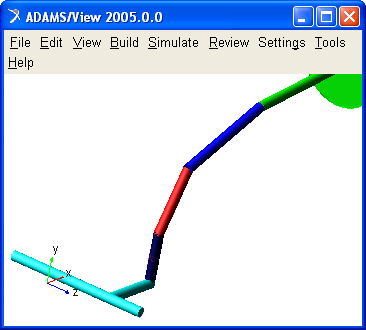 ADAMS/View 2005.0.0
File Edit View Build Simulate Review Settings Tools
Help
y
x
z